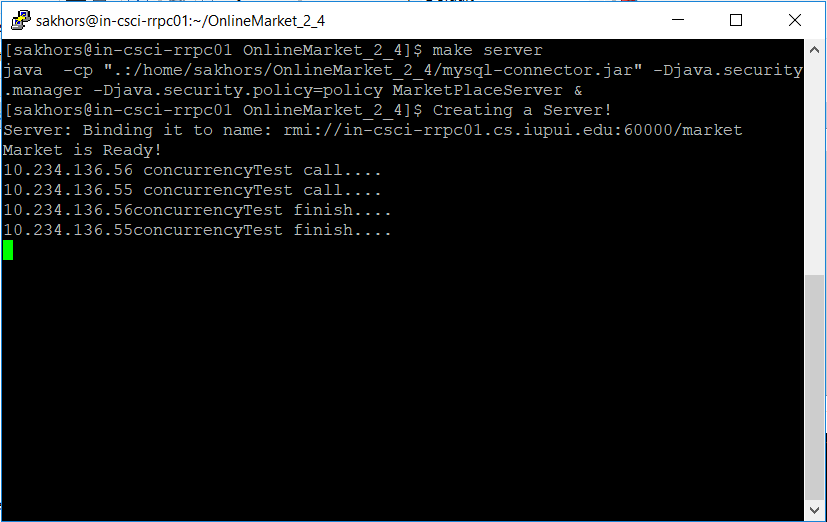 sakhors@in-csci-rrpc01:~/OnlineMarket_2_4
[sakhors@in-csci-rrpc01 OnlineMarket_2_4]$ make server
java  -cp ".:/home/sakhors/OnlineMarket_2_4/mysql-connector.jar" -Djava.security
.manager -Djava.security.policy=policy MarketPlaceServer &
[sakhors@in-csci-rrpc01 OnlineMarket_2_4]$ Creating a Server!
Server: Binding it to name: rmi://in-csci-rrpc01.cs.iupui.edu:60000/market
Market is Ready!
10.234.136.56 concurrencyTest call....
10.234.136.55 concurrencyTest call....
10.234.136.56concurrencyTest finish....
10.234.136.55concurrencyTest finish....